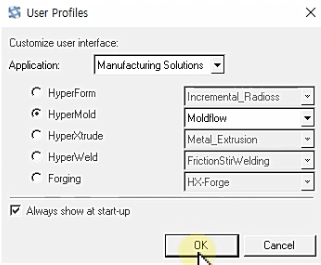 User Profiles
Customize user interface:
Application: Manufacturing Solutions
HyperForm Incremental_Radioss
HyperMold Moldflow
HyperXtrude Metal_Extrusion
HyperWeld FrictionStirWelding
Forging HX-Forge
Always show at start-up
OK Cancel